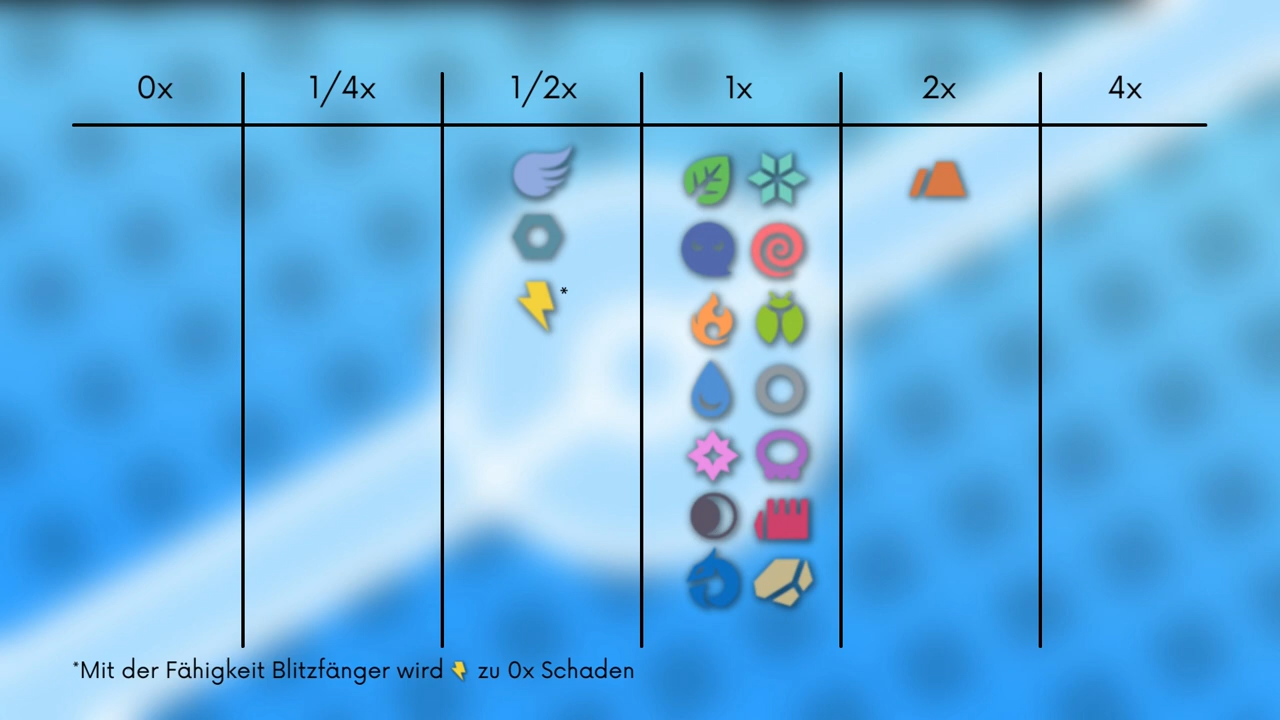 0x 1/4x 1/2x 1x 2x 4x
*
*Mit der Fähigkeit Blitzfänger wird zu 0x Schaden